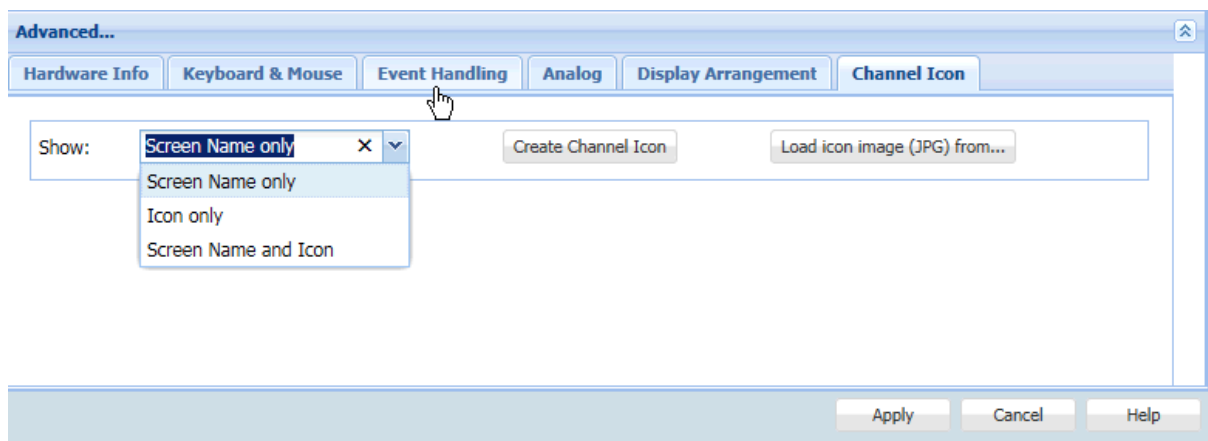 Advanced...
Hardware Info Keyboard & Mouse Event Handling Analog Display Arrangement Channel Icon
Show: Screen Name only Create Channel Icon Load icon image (JPG) from...
Screen Name only
Icon only
Screen Name and Icon
Apply Cancel Help